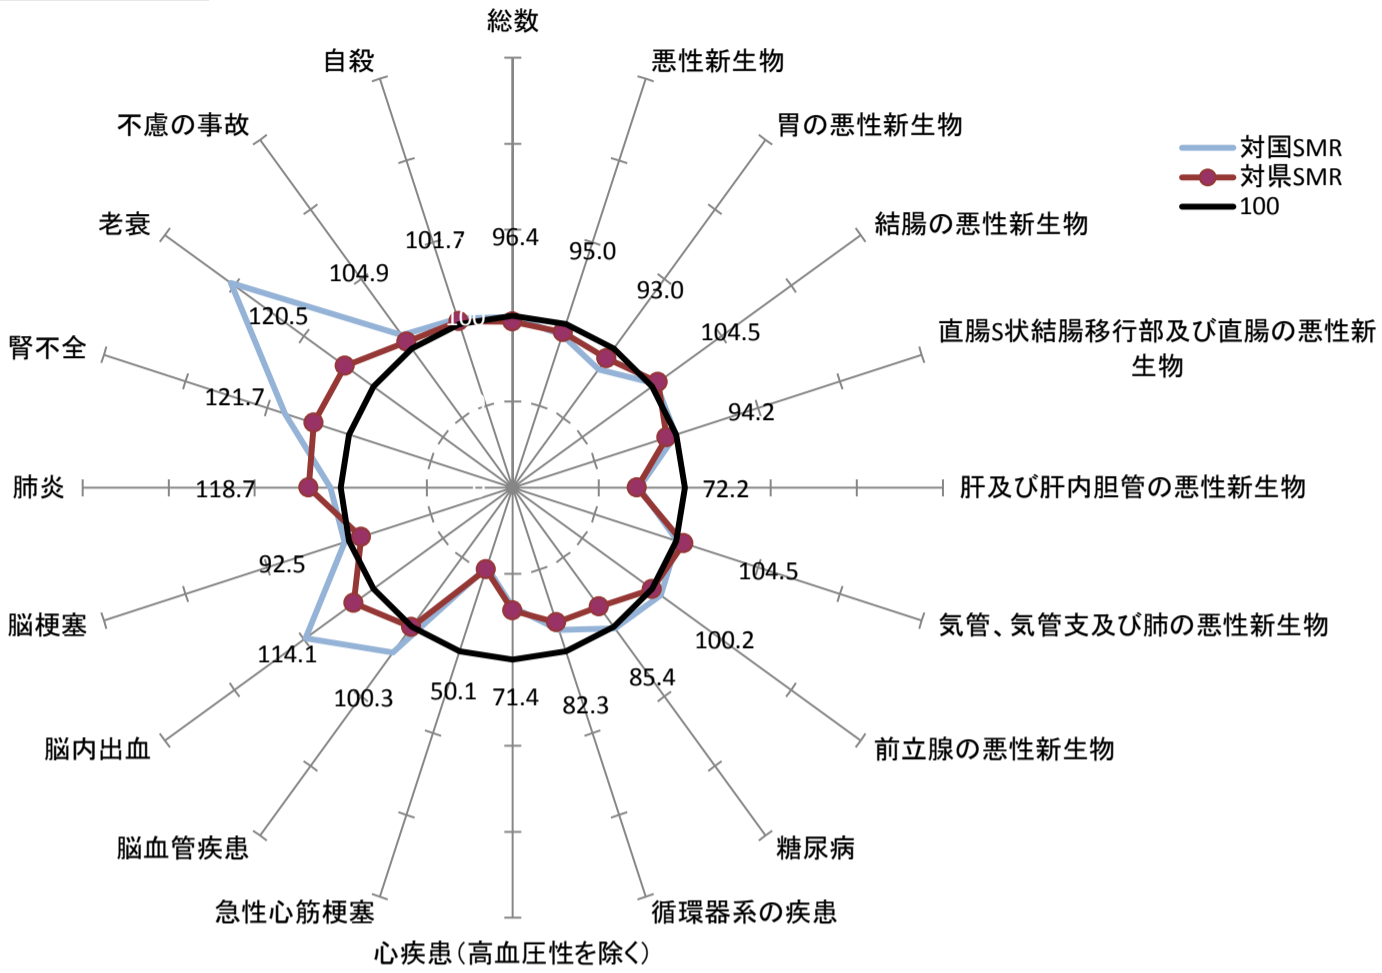 総数
自殺
悪性新生物
不慮の事故
胃の悪性新生物
対国SMR
対県SMR
100
老衰
結腸の悪性新生物
101.7
96.4
95.0
104.9
93.0
120.5
100
104.5
直腸S状結腸移行部及び直腸の悪性新
生物
腎不全
121.7
94.2
肺炎
118.7
72.2
肝及び肝内胆管の悪性新生物
92.5
104.5
脳梗塞
気管、気管支及び肺の悪性新生物
114.1
100.2
100.3
50.1
71.4
82.3
85.4
脳内出血
前立腺の悪性新生物
脳血管疾患
糖尿病
急性心筋梗塞
循環器系の疾患
心疾患（高血圧性を除く）